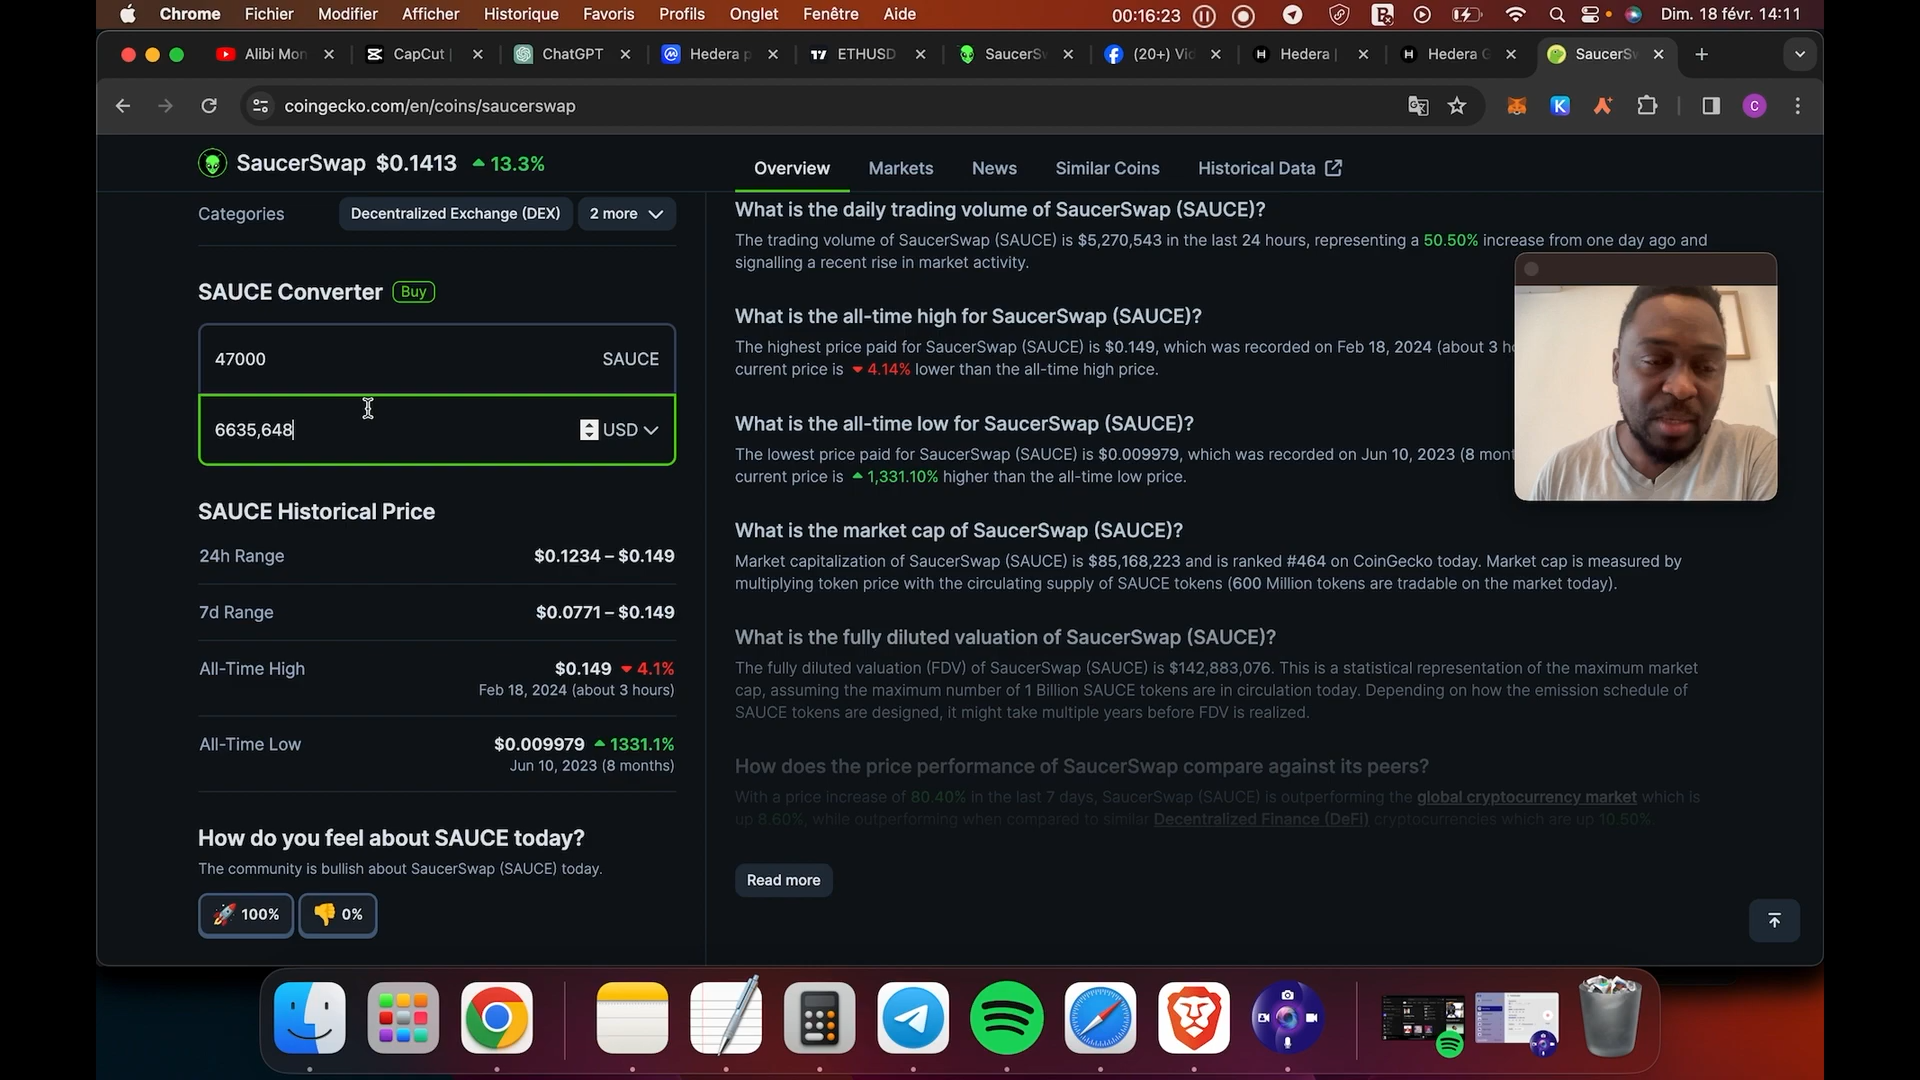 Chrome Fichier Modifier Afficher Historique Favoris Profils Onglet Fenêtre Aide 00:16:23 Dim. 18 févr. 14:11
Alibi Mon CapCut | ChatGPT Hedera p ETHUSD SaucerS (20+) Vi Hedera | Hedera G SaucerS
coingecko.com/en/coins/saucerswap
SaucerSwap $0.1413 13.3%
Overview Markets News Similar Coins Historical Data
Categories Decentralized Exchange (DEX) 2 more
SAUCE Converter Buy
47000 SAUCE
6635,648 USD
SAUCE Historical Price
24h Range $0.1234 – $0.149
7d Range $0.0771 – $0.149
All-Time High $0.149 4.1%
Feb 18, 2024 (about 3 hours)
All-Time Low $0.009979 1331.1%
Jun 10, 2023 (8 months)
How do you feel about SAUCE today?
The community is bullish about SaucerSwap (SAUCE) today.
100% 0%
What is the daily trading volume of SaucerSwap (SAUCE)?
The trading volume of SaucerSwap (SAUCE) is $5,270,543 in the last 24 hours, representing a 50.50% increase from one day ago and
signalling a recent rise in market activity.
What is the all-time high for SaucerSwap (SAUCE)?
The highest price paid for SaucerSwap (SAUCE) is $0.149, which was recorded on Feb 18, 2024 (about 3 h
current price is 4.14% lower than the all-time high price.
What is the all-time low for SaucerSwap (SAUCE)?
The lowest price paid for SaucerSwap (SAUCE) is $0.009979, which was recorded on Jun 10, 2023 (8 mont
current price is 1,331.10% higher than the all-time low price.
What is the market cap of SaucerSwap (SAUCE)?
Market capitalization of SaucerSwap (SAUCE) is $85,168,223 and is ranked #464 on CoinGecko today. Market cap is measured by
multiplying token price with the circulating supply of SAUCE tokens (600 Million tokens are tradable on the market today).
What is the fully diluted valuation of SaucerSwap (SAUCE)?
The fully diluted valuation (FDV) of SaucerSwap (SAUCE) is $142,883,076. This is a statistical representation of the maximum market
cap, assuming the maximum number of 1 Billion SAUCE tokens are in circulation today. Depending on how the emission schedule of
SAUCE tokens are designed, it might take multiple years before FDV is realized.
How does the price performance of SaucerSwap compare against its peers?
With a price increase of 80.40% in the last 7 days, SaucerSwap (SAUCE) is outperforming the global cryptocurrency market which is
up 8.60%, while outperforming when compared to similar Decentralized Finance (DeFi) cryptocurrencies which are up 10.50%.
Read more